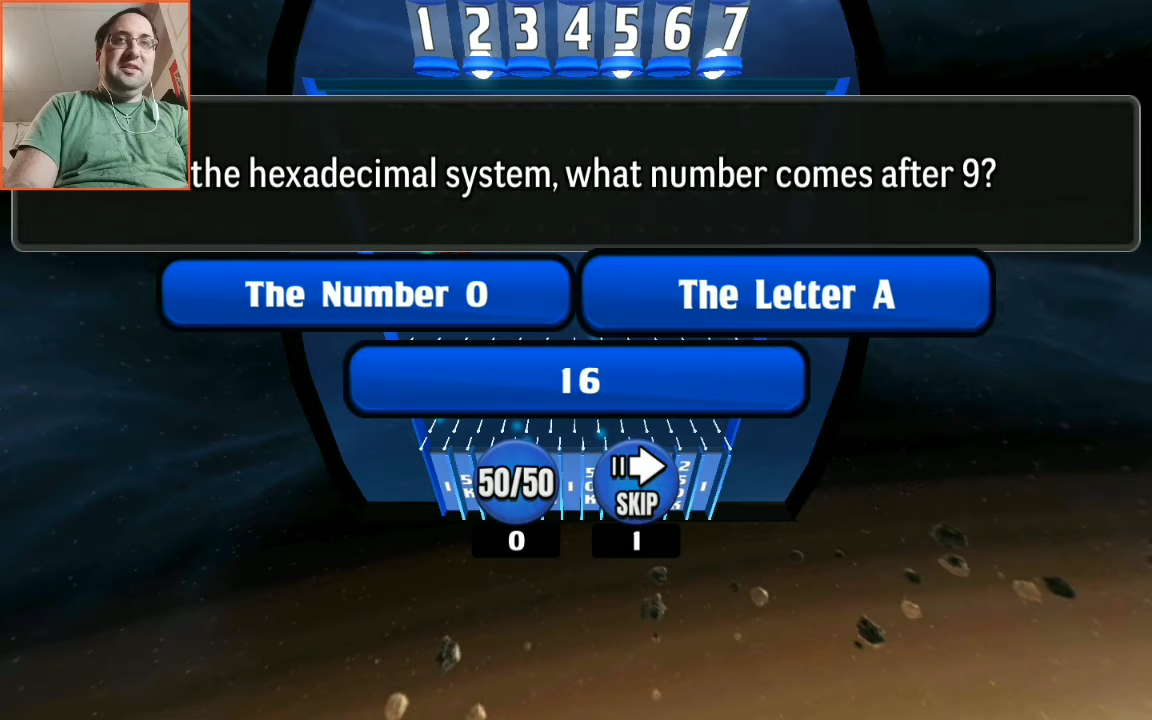 1 2 3 4 5 6 7
the hexadecimal system, what number comes after 9?
The Number 0
The Letter A
16
50/50
SKIP
0
1